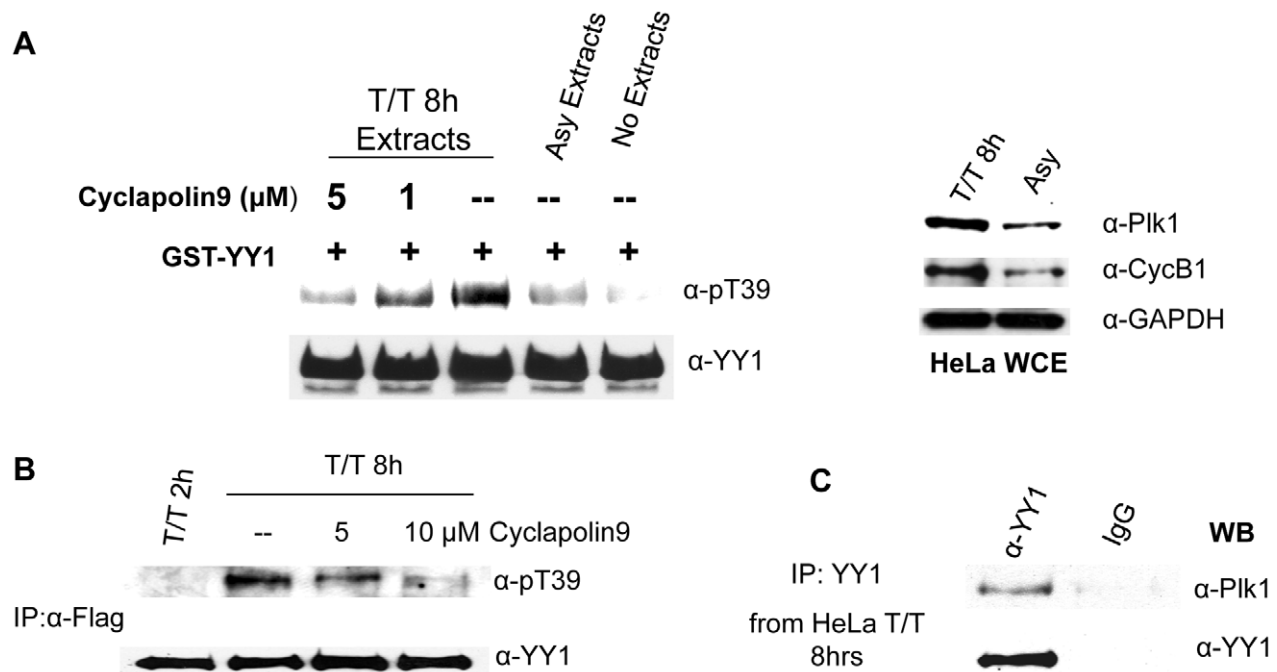 A
T/T 8h
Extracts
Asy Extracts
No Extracts
Cyclapolin9 (µM) 5 1 -- -- --
GST-YY1 + + + + +
α-pT39
α-YY1
T/T 8h Asy
α-Plk1
α-CycB1
α-GAPDH
HeLa WCE
B
T/T 2h
T/T 8h
-- 5 10 µM Cyclapolin9
α-pT39
IP:α-Flag
α-YY1
C
α-YY1 IgG WB
IP: YY1
from HeLa T/T
8hrs
α-Plk1
α-YY1